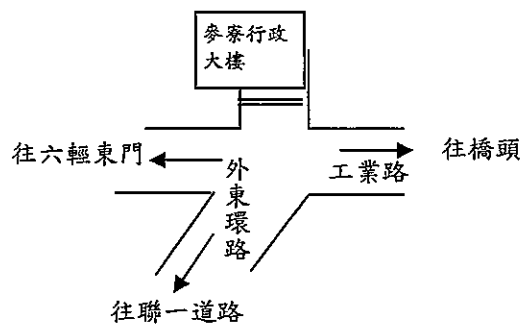 麥寮行政
大樓
往六輕東門
外東環路
工業路
往橋頭
往聯一道路